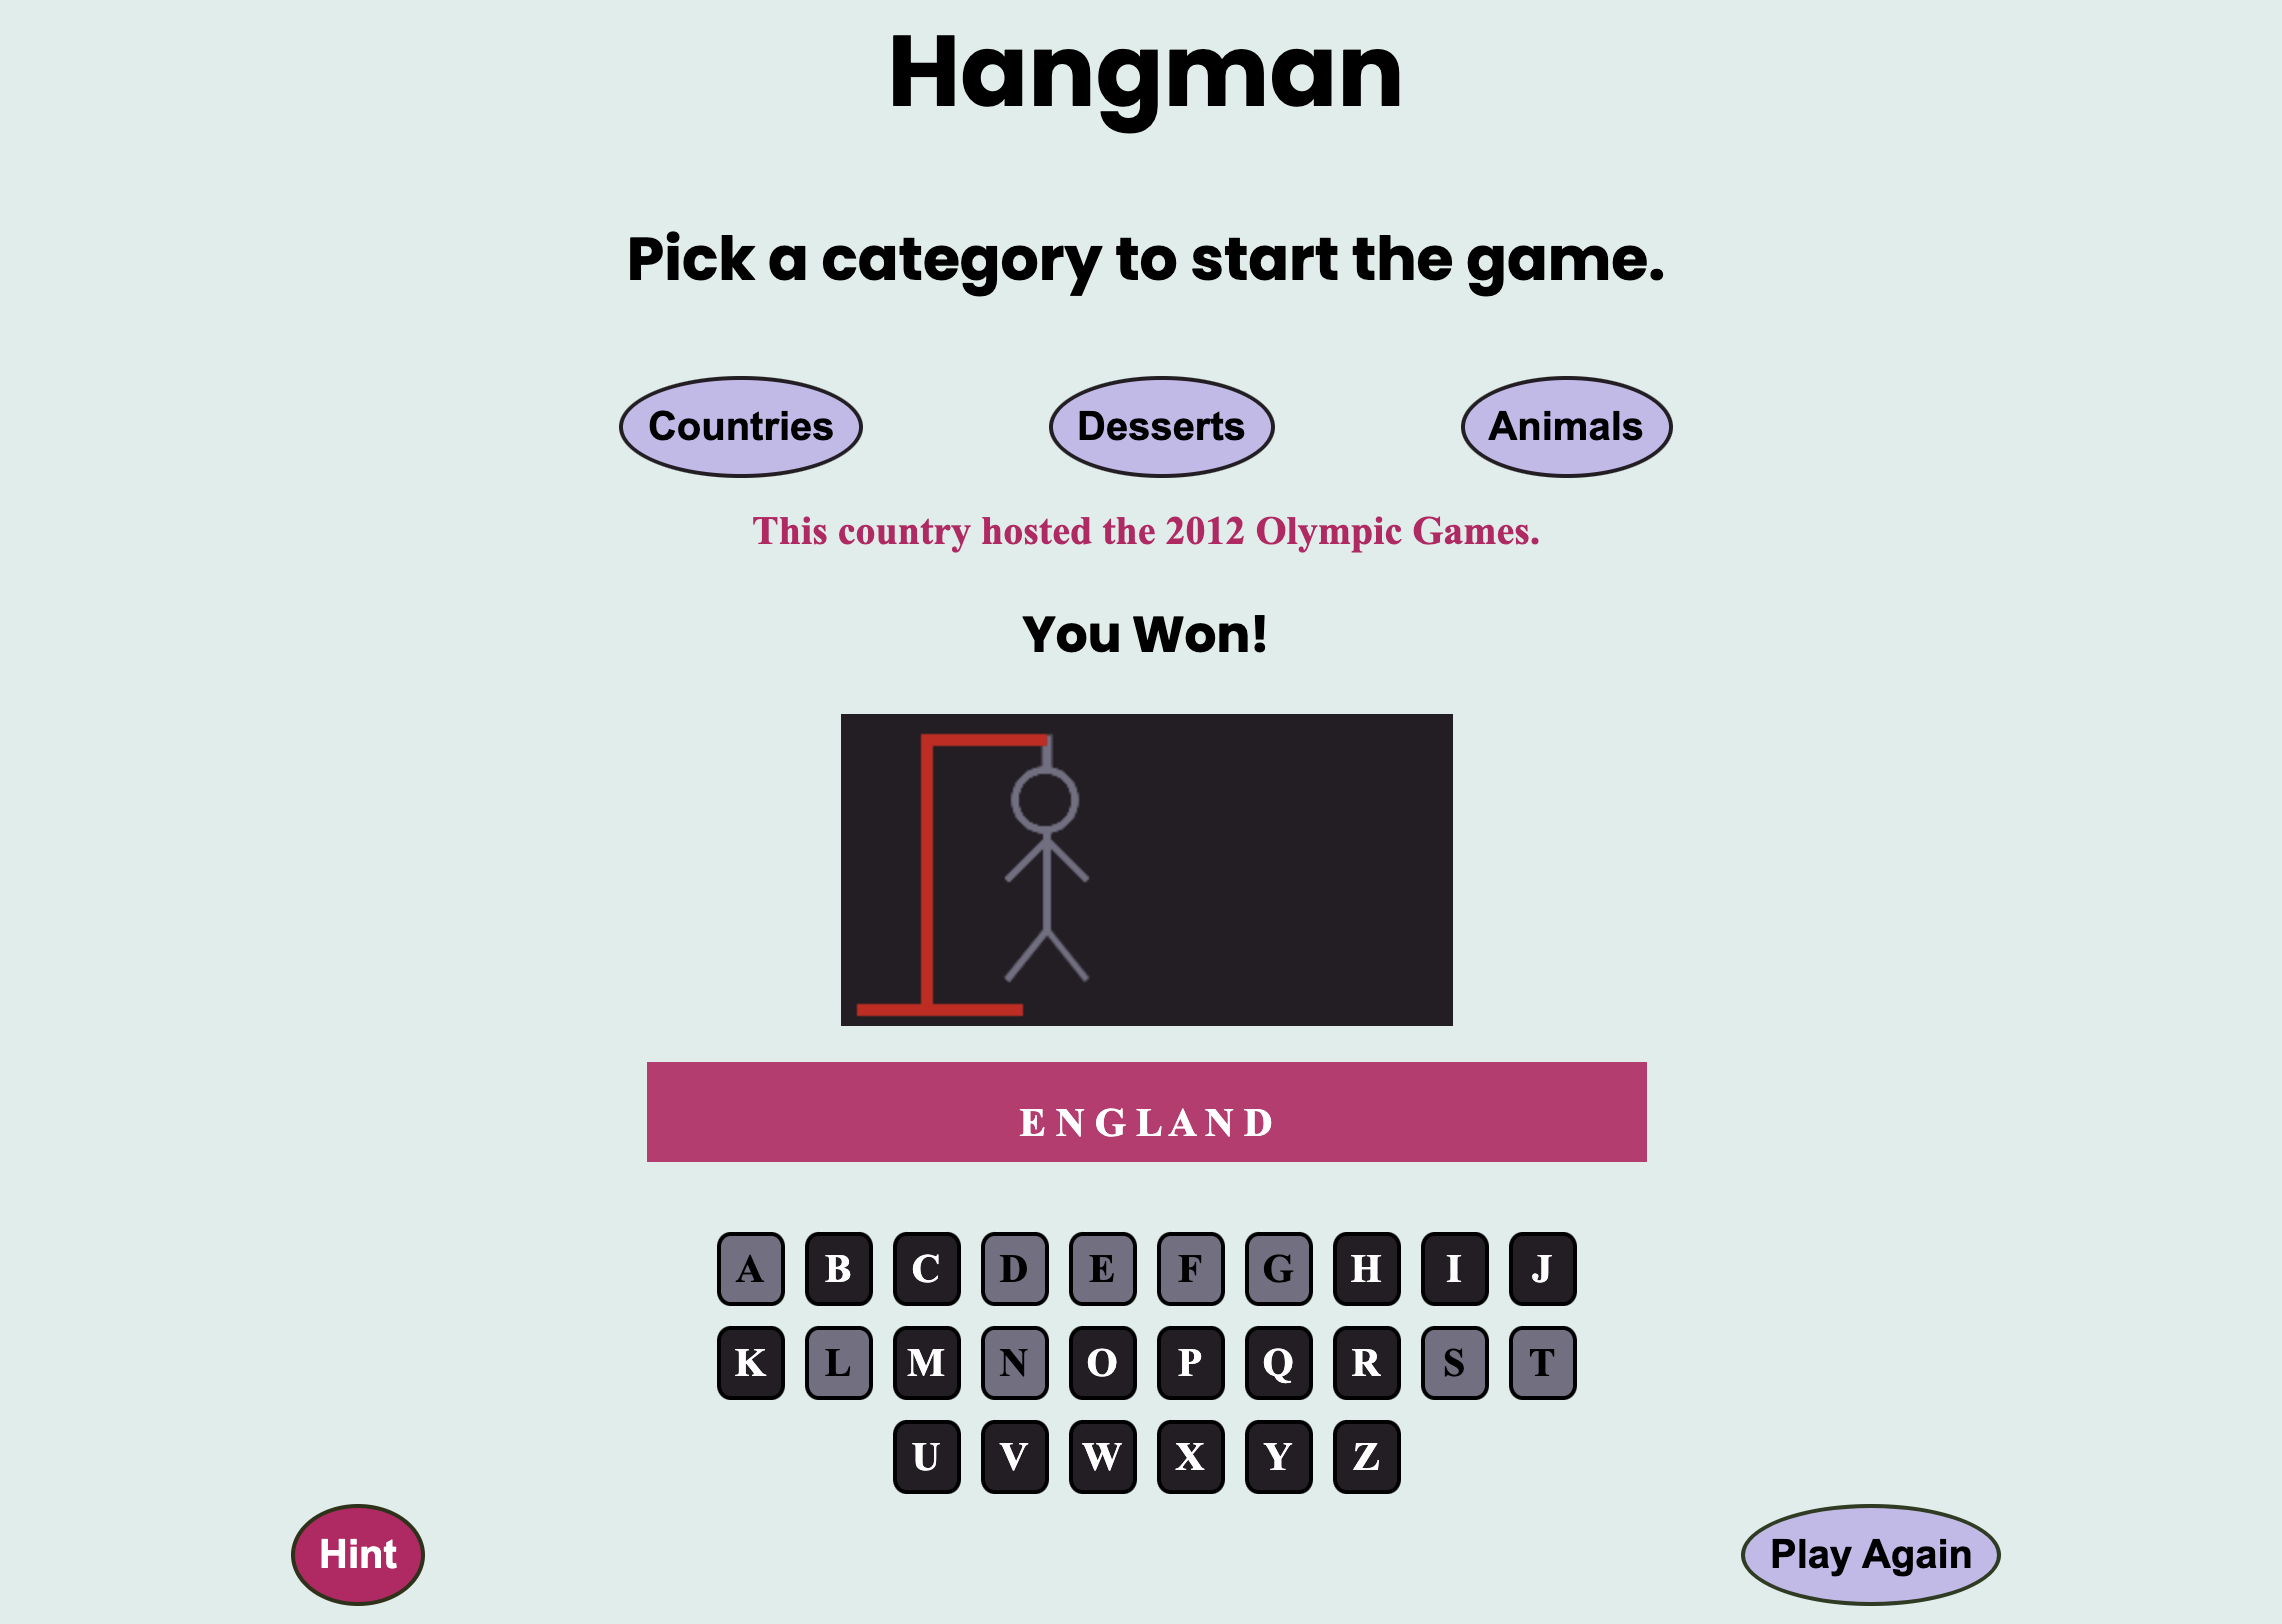 Hangman
Pick a category to start the game.
Countries Desserts Animals
This country hosted the 2012 Olympic Games.
You Won!
E N G L A N D
A B C D E F G H I J
K L M N O P Q R S T
U V W X Y Z
Hint Play Again